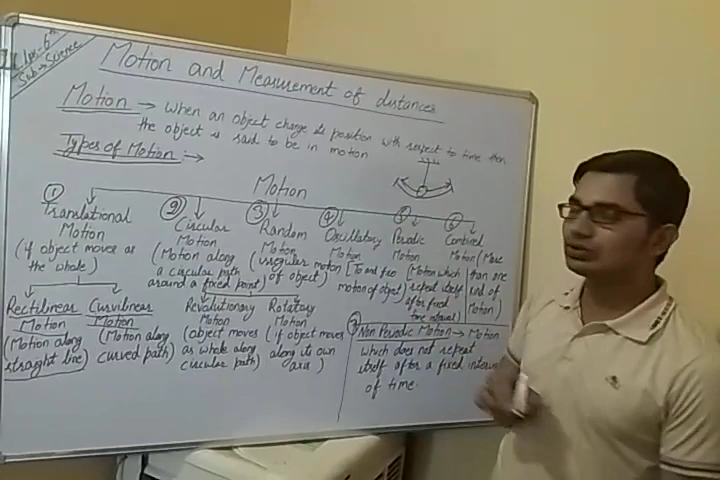 6th
Sub → Science
Motion and Measurement of distances
Motion → When an object change its position with respect to time then
the object is said to be in motion
Types of Motion :→
Motion
① Translational
Motion
(if object moves as
the whole)
② Circular
Motion
(Motion along
a circular path
around a fixed point)
③ Random
Motion
(irregular motion
of object)
④ Oscillatory
Motion
[To and fro
motion of object]
⑤ Periodic
Motion
[Motion which
repeat itself
after fixed
time interval]
⑥ Combined
Motion (More
than one
kind of
Motion)
Rectilinear
Motion
(Motion along
straight line)
Curvilinear
Motion
(Motion along
curved path)
Revolutionary
Motion
(object moves
as whole along
circular path)
Rotatory
Motion
(if object moves
along its own
axis)
⑦ Non Periodic Motion → Motion
which does not repeat
itself after a fixed interval
of time.